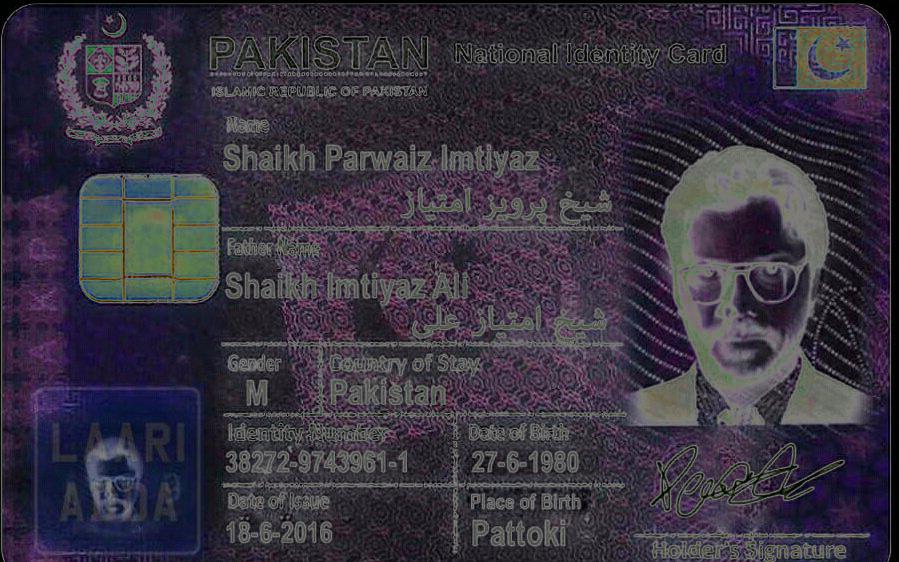 PAKISTAN National Identity Card
ISLAMIC REPUBLIC OF PAKISTAN
Name
Shaikh Parwaiz Imtiyaz
شیخ پرویز امتیاز
Father Name
Shaikh Imtiyaz Ali
شیخ امتیاز علی
Gender Country of Stay
M Pakistan
Identity Number Date of Birth
38272-9743961-1 27-6-1980
Date of Issue Place of Birth
18-6-2016 Pattoki
LAARI
ADDA
Holder's Signature